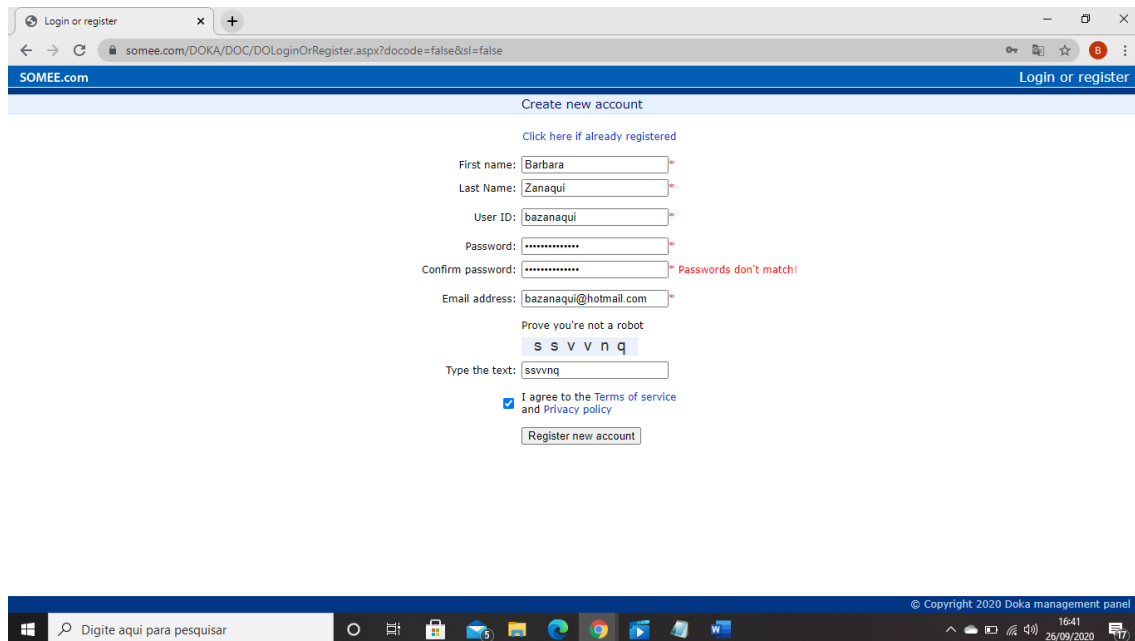 Login or register
somee.com/DOKA/DOC/DOLoginOrRegister.aspx?docode=false&sl=false
B
SOMEE.com Login or register
Create new account
Click here if already registered
First name: Barbara *
Last Name: Zanaqui *
User ID: bazanaqui *
Password: •••••••••••••• *
Confirm password: •••••••••••••• * Passwords don't match!
Email address: bazanaqui@hotmail.com *
Prove you're not a robot
s s v v n q
Type the text: ssvvnq
I agree to the Terms of service
and Privacy policy
Register new account
© Copyright 2020 Doka management panel
Digite aqui para pesquisar
5
W
16:41
26/09/2020
17